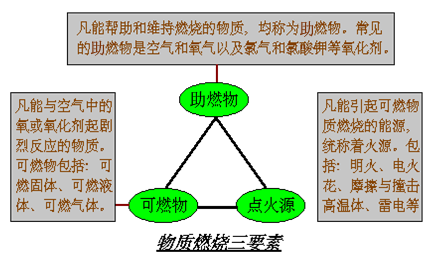 凡能帮助和维持燃烧的物质，均称为助燃物。常见
的助燃物是空气和氧气以及氯气和氯酸钾等氧化剂。
助燃物
凡能与空气中的
氧或氧化剂起剧
烈反应的物质。
可燃物包括：可
燃固体、可燃液
体、可燃气体。
凡能引起可燃物
质燃烧的能源，
统称着火源。包
括：明火、电火
花、摩擦与撞击
高温体、雷电等
可燃物
点火源
物质燃烧三要素